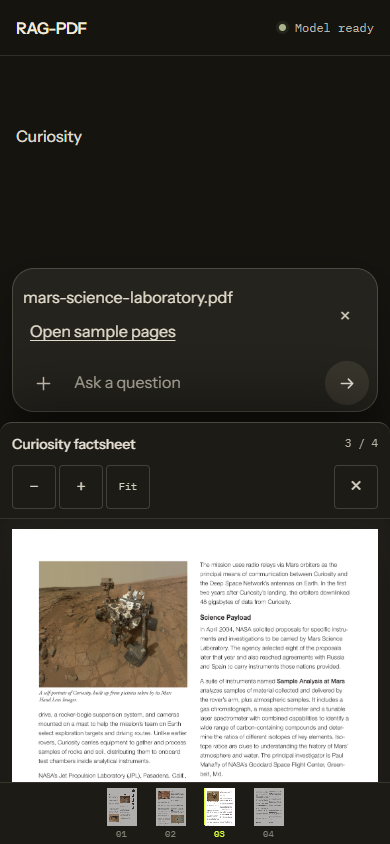 RAG-PDF
Model ready
Curiosity
mars-science-laboratory.pdf
×
Open sample pages
+
Ask a question
→
Curiosity factsheet
3 / 4
−
+
Fit
×
A self portrait of Curiosity, built up from pictures taken by its Mars
Hand Lens Imager.
drive, a rocker-bogie suspension system, and cameras
mounted on a mast to help the mission's team on Earth
select exploration targets and driving routes. Unlike earlier
rovers, Curiosity carries equipment to gather and process
samples of rocks and soil, distributing them to onboard
test chambers inside analytical instruments.
NASA's Jet Propulsion Laboratory (JPL), Pasadena, Calif.,
The mission uses radio relays via Mars orbiters as the
principal means of communication between Curiosity and
the Deep Space Network's antennas on Earth. In the first
two years after Curiosity's landing, the orbiters downlinked
48 gigabytes of data from Curiosity.
Science Payload
In April 2004, NASA solicited proposals for specific instru-
ments and investigations to be carried by Mars Science
Laboratory. The agency selected eight of the proposals
later that year and also reached agreements with Russia
and Spain to carry instruments those nations provided.
A suite of instruments named Sample Analysis at Mars
analyzes samples of material collected and delivered by
the rover's arm, plus atmospheric samples. It includes a
gas chromatograph, a mass spectrometer and a tunable
laser spectrometer with combined capabilities to identify a
wide range of carbon-containing compounds and deter-
mine the ratios of different isotopes of key elements. Iso-
tope ratios are clues to understanding the history of Mars'
atmosphere and water. The principal investigator is Paul
Mahaffy of NASA's Goddard Space Flight Center, Green-
belt, Md.
01
02
03
04